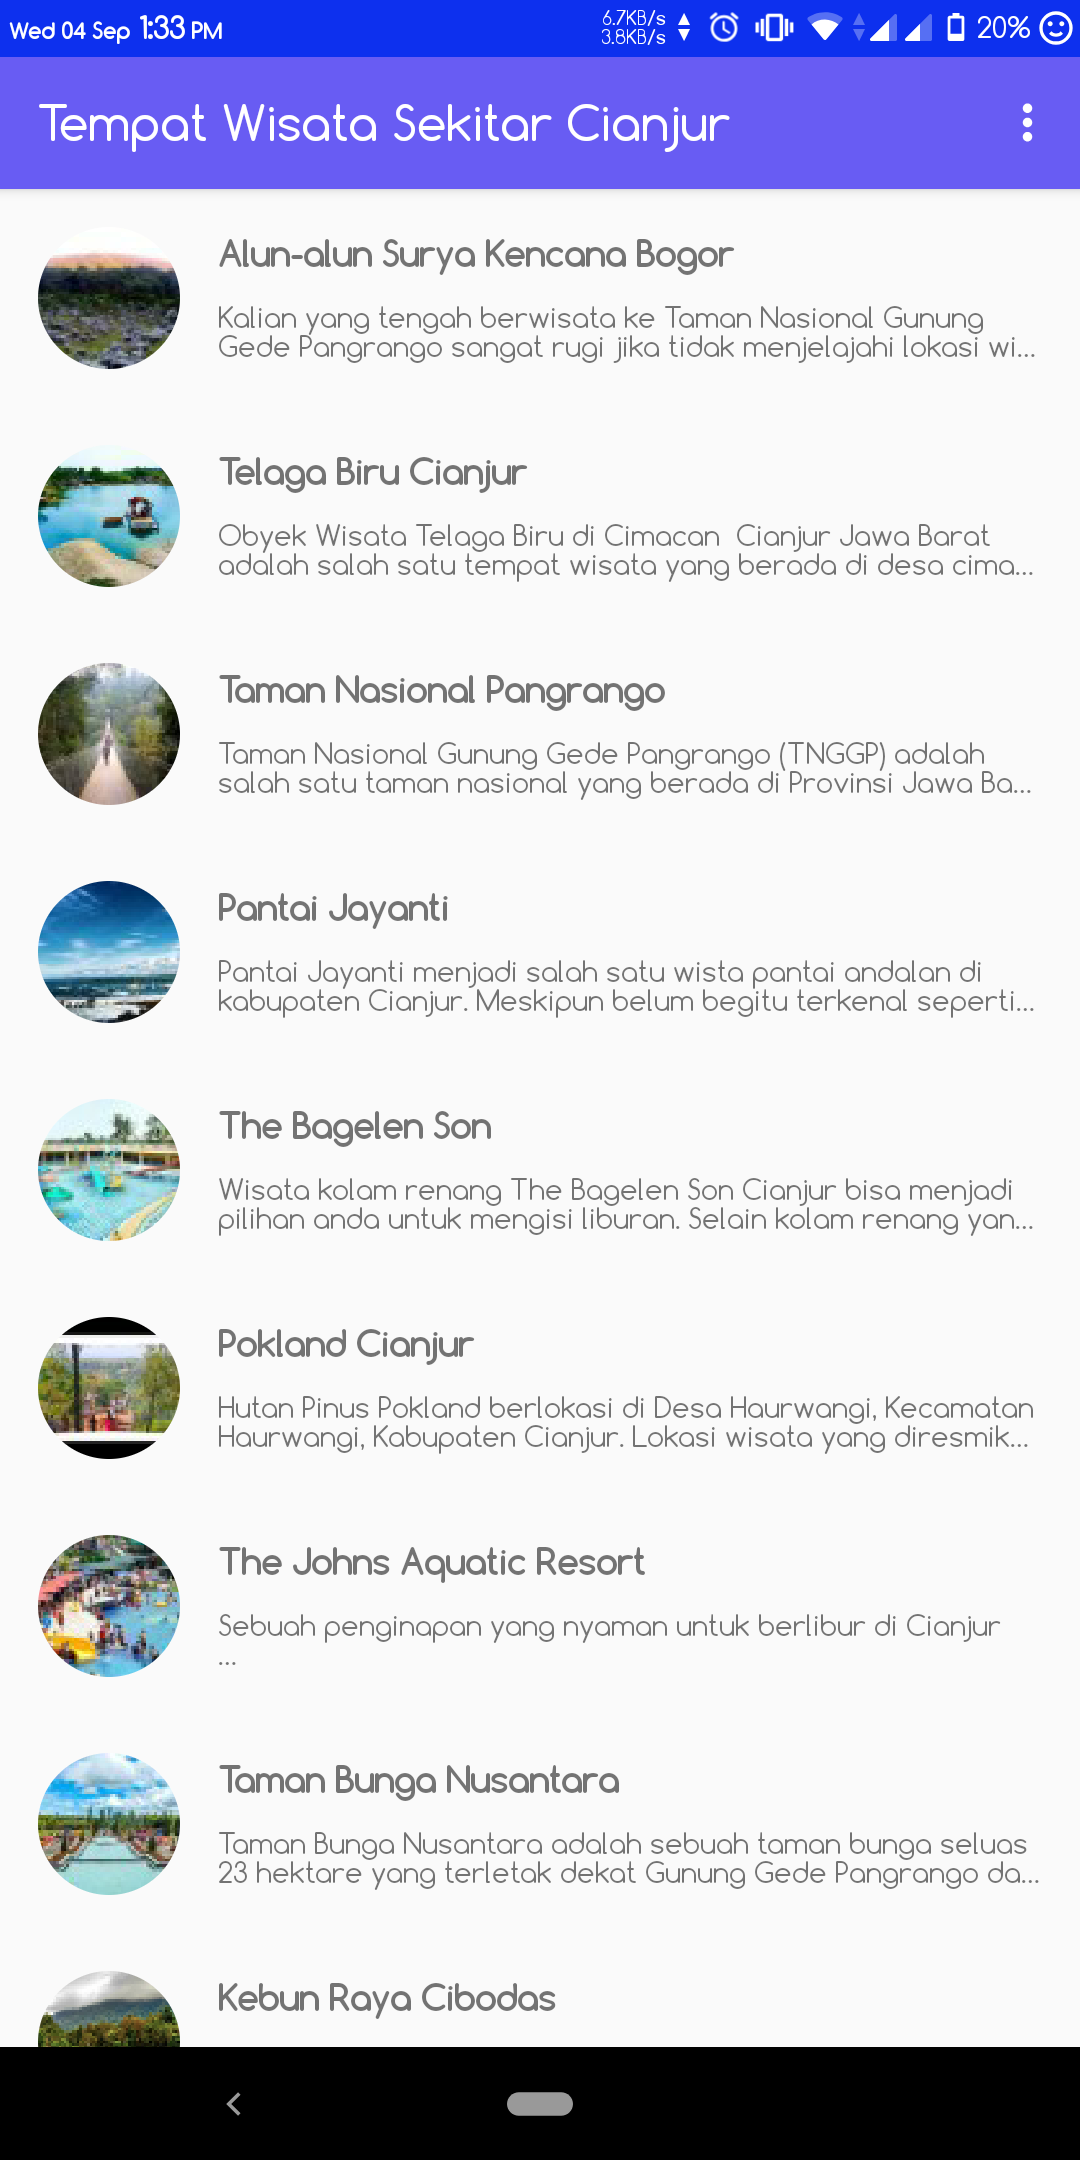 Wed 04 Sep 1:33 PM
6.7KB/s
3.8KB/s
20%
Tempat Wisata Sekitar Cianjur
Alun-alun Surya Kencana Bogor
Kalian yang tengah berwisata ke Taman Nasional Gunung
Gede Pangrango sangat rugi jika tidak menjelajahi lokasi wi...
Telaga Biru Cianjur
Obyek Wisata Telaga Biru di Cimacan  Cianjur Jawa Barat
adalah salah satu tempat wisata yang berada di desa cima...
Taman Nasional Pangrango
Taman Nasional Gunung Gede Pangrango (TNGGP) adalah
salah satu taman nasional yang berada di Provinsi Jawa Ba...
Pantai Jayanti
Pantai Jayanti menjadi salah satu wista pantai andalan di
kabupaten Cianjur. Meskipun belum begitu terkenal seperti...
The Bagelen Son
Wisata kolam renang The Bagelen Son Cianjur bisa menjadi
pilihan anda untuk mengisi liburan. Selain kolam renang yan...
Pokland Cianjur
Hutan Pinus Pokland berlokasi di Desa Haurwangi, Kecamatan
Haurwangi, Kabupaten Cianjur. Lokasi wisata yang diresmik...
The Johns Aquatic Resort
Sebuah penginapan yang nyaman untuk berlibur di Cianjur
...
Taman Bunga Nusantara
Taman Bunga Nusantara adalah sebuah taman bunga seluas
23 hektare yang terletak dekat Gunung Gede Pangrango da...
Kebun Raya Cibodas